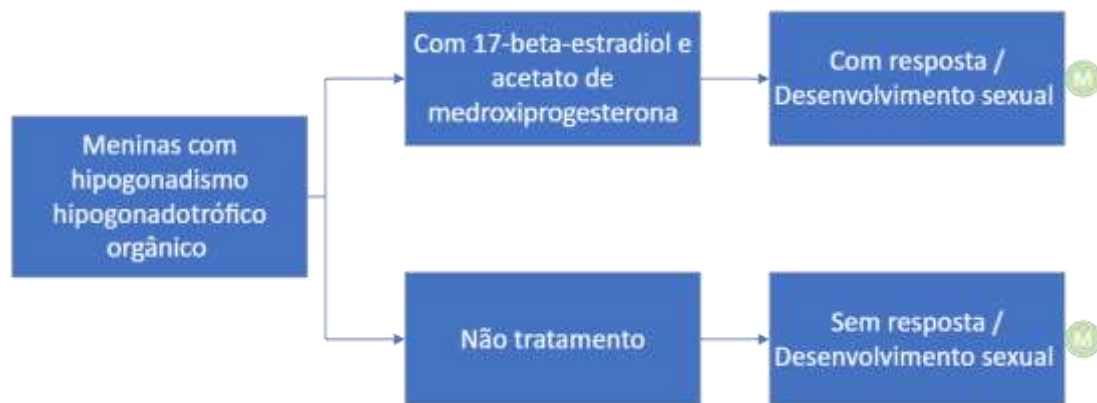 Meninas com
hipogonadismo
hipogonadotrófico
orgânico
Com 17-beta-estradiol e
acetato de
medroxiprogesterona
Com resposta /
Desenvolvimento sexual
M
Não tratamento
Sem resposta /
Desenvolvimento sexual
M